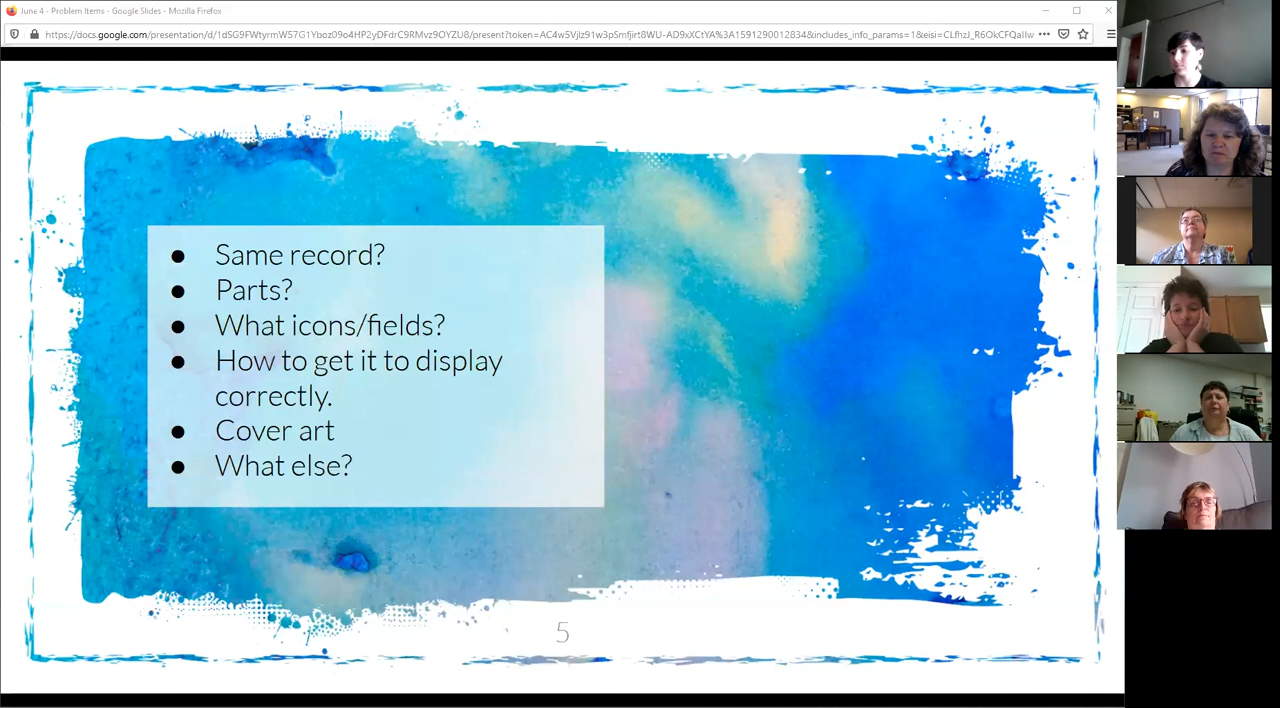 June 4 - Problem Items - Google Slides - Mozilla Firefox
● Same record?
● Parts?
● What icons/fields?
● How to get it to display
correctly.
● Cover art
● What else?
5